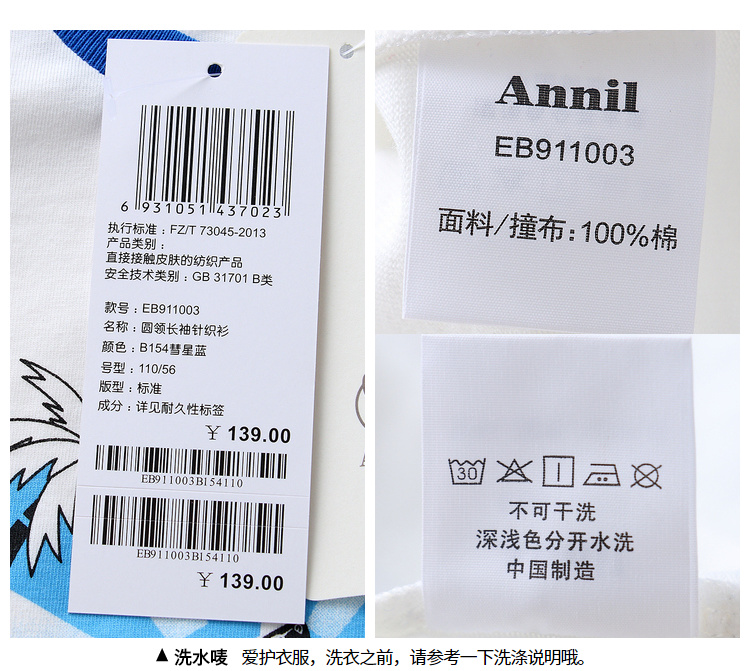 6 931051 437023
执行标准：FZ/T 73045-2013
产品类别：
直接接触皮肤的纺织产品
安全技术类别：GB 31701 B类
款号：EB911003
名称：圆领长袖针织衫
颜色：B154彗星蓝
号型：110/56
版型：标准
成分：详见耐久性标签
￥ 139.00
EB911003B154110
EB911003B154110
￥ 139.00
Annil
EB911003
面料/撞布:100%棉
30
不可干洗
深浅色分开水洗
中国制造
▲ 洗水唛 爱护衣服，洗衣之前，请参考一下洗涤说明哦。